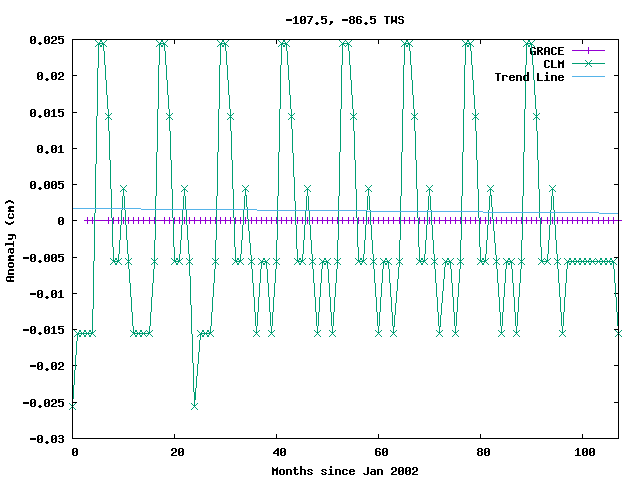 -107.5, -86.5 TWS
GRACE
CLM
Trend Line
0.025
0.02
0.015
0.01
0.005
0
-0.005
-0.01
-0.015
-0.02
-0.025
-0.03
Anomaly (cm)
0 20 40 60 80 100
Months since Jan 2002